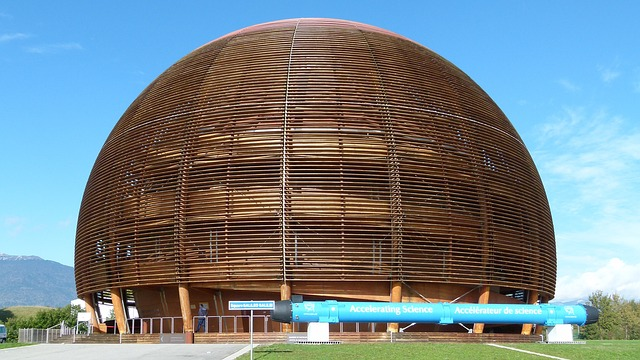 Accelerating Science
Accélérateur de science